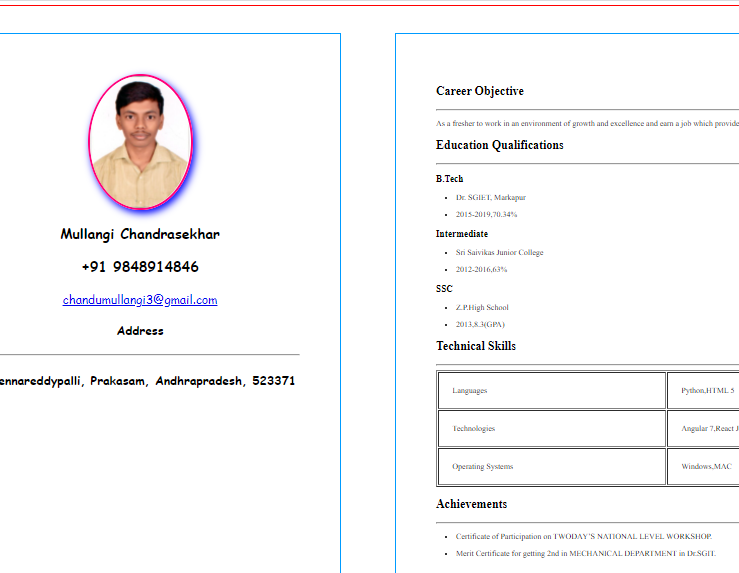 Mullangi Chandrasekhar
+91 9848914846
chandumullangi3@gmail.com
Address
ennareddypalli, Prakasam, Andhrapradesh, 523371
Career Objective
As a fresher to work in an environment of growth and excellence and earn a job which provide
Education Qualifications
B.Tech
Dr. SGIET, Markapur
2015-2019,70.34%
Intermediate
Sri Saivikas Junior College
2012-2016,63%
SSC
Z.P.High School
2013,8.3(GPA)
Technical Skills
Languages Python,HTML 5
Technologies Angular 7,React J
Operating Systems Windows,MAC
Achievements
Certificate of Participation on TWODAY'S NATIONAL LEVEL WORKSHOP.
Merit Certificate for getting 2nd in MECHANICAL DEPARTMENT in Dr.SGIT.